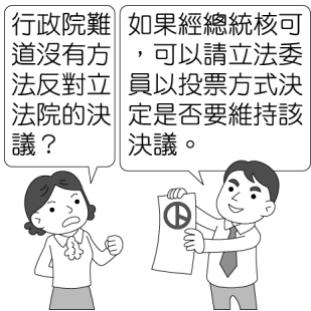 行政院難
道沒有方
法反對立
法院的決
議？
如果經總統核可
，可以請立法委
員以投票方式決
定是否要維持該
決議。